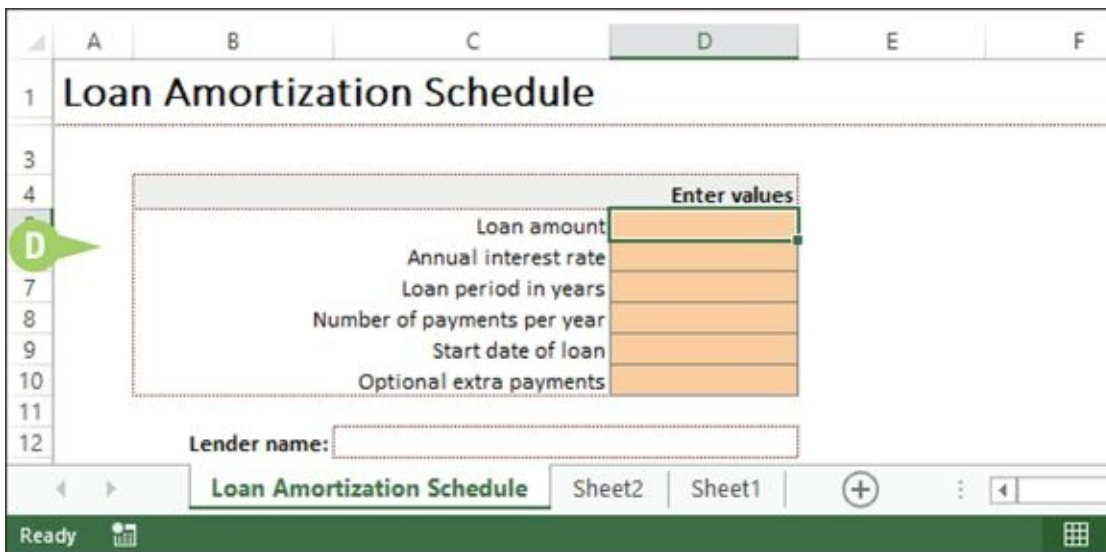 A B C D E F
1 Loan Amortization Schedule
3
4 Enter values
Loan amount
D Annual interest rate
7 Loan period in years
8 Number of payments per year
9 Start date of loan
10 Optional extra payments
11
12 Lender name:
Loan Amortization Schedule Sheet2 Sheet1
Ready